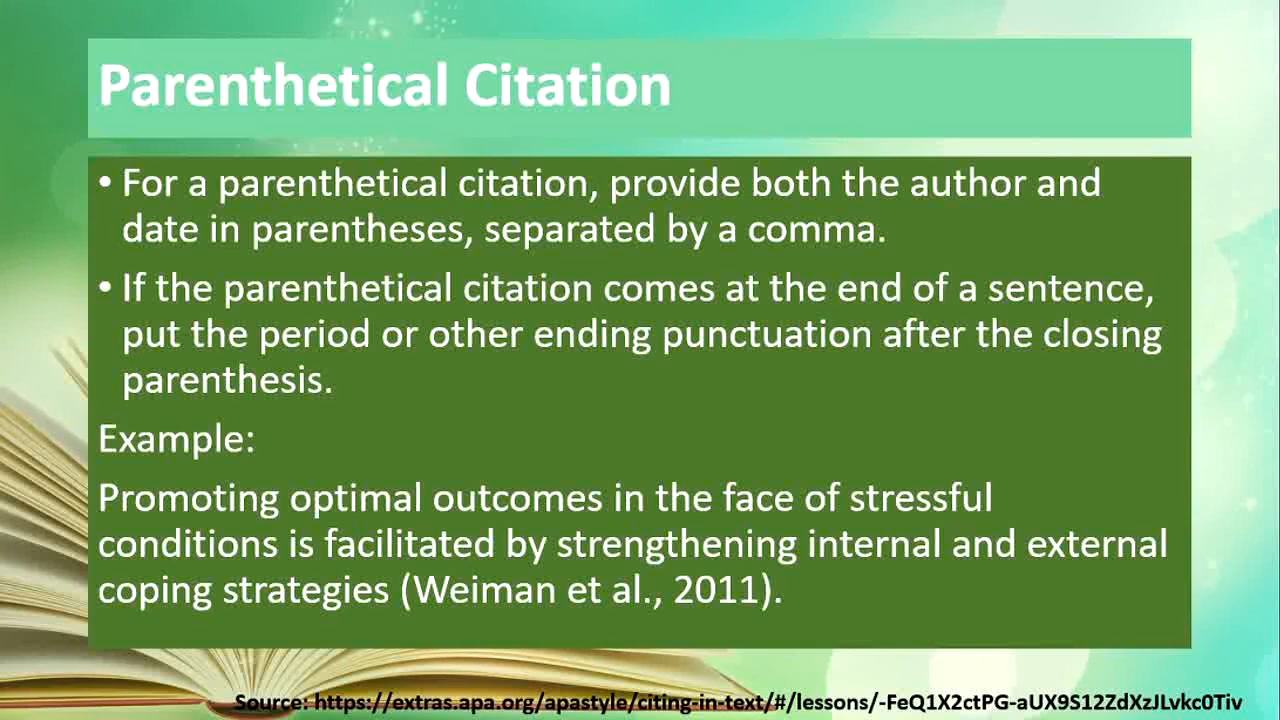 Parenthetical Citation
• For a parenthetical citation, provide both the author and
date in parentheses, separated by a comma.
• If the parenthetical citation comes at the end of a sentence,
put the period or other ending punctuation after the closing
parenthesis.
Example:
Promoting optimal outcomes in the face of stressful
conditions is facilitated by strengthening internal and external
coping strategies (Weiman et al., 2011).
Source: https://extras.apa.org/apastyle/citing-in-text/#/lessons/-FeQ1X2ctPG-aUX9S12ZdXzJLvkc0Tiv